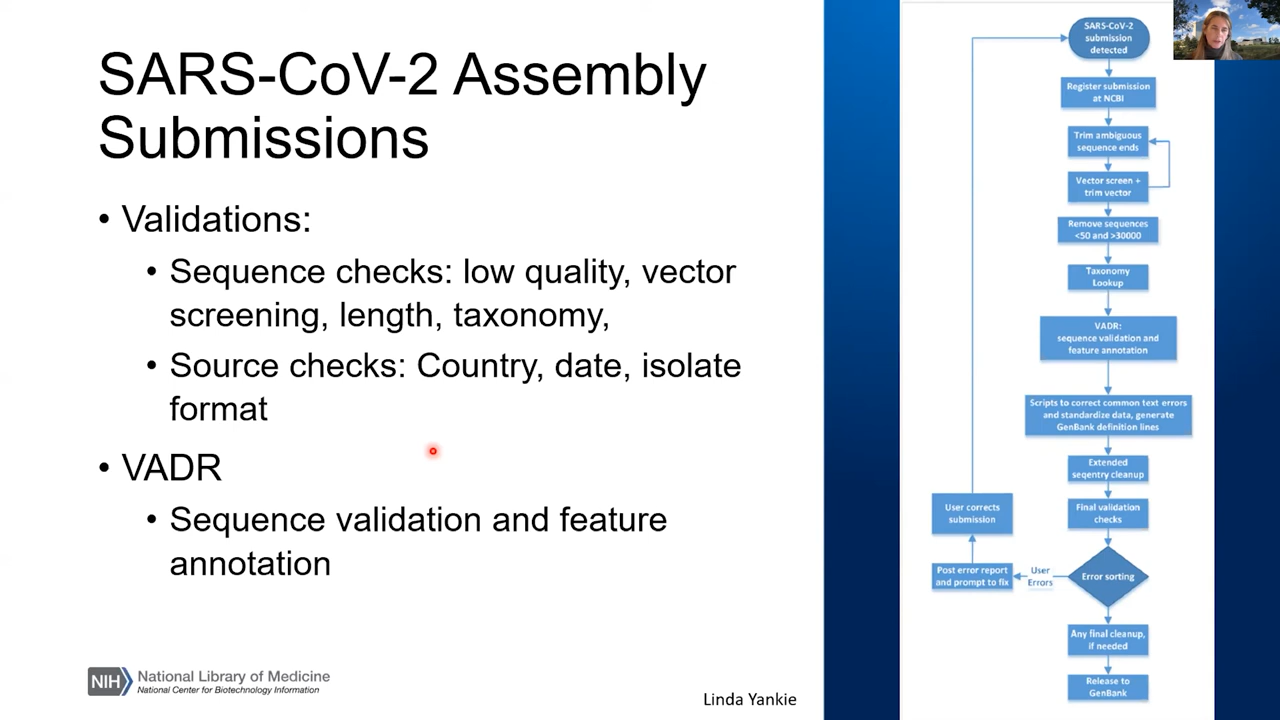 SARS-CoV-2 Assembly
Submissions
• Validations:
• Sequence checks: low quality, vector
screening, length, taxonomy,
• Source checks: Country, date, isolate
format
• VADR
• Sequence validation and feature
annotation
NIH
National Library of Medicine
National Center for Biotechnology Information
Linda Yankie
SARS-CoV-2
submission
detected
Register submission
at NCBI
Trim ambiguous
sequence ends
Vector screen +
trim vector
Remove sequences
<50 and >30000
Taxonomy
Lookup
VADR:
sequence validation and
feature annotation
Scripts to correct common text errors
and standardize data, generate
GenBank definition lines
Extended
seqentry cleanup
Final validation
checks
Error sorting
User
Errors
Post error report
and prompt to fix
User corrects
submission
Any final cleanup,
if needed
Release to
GenBank